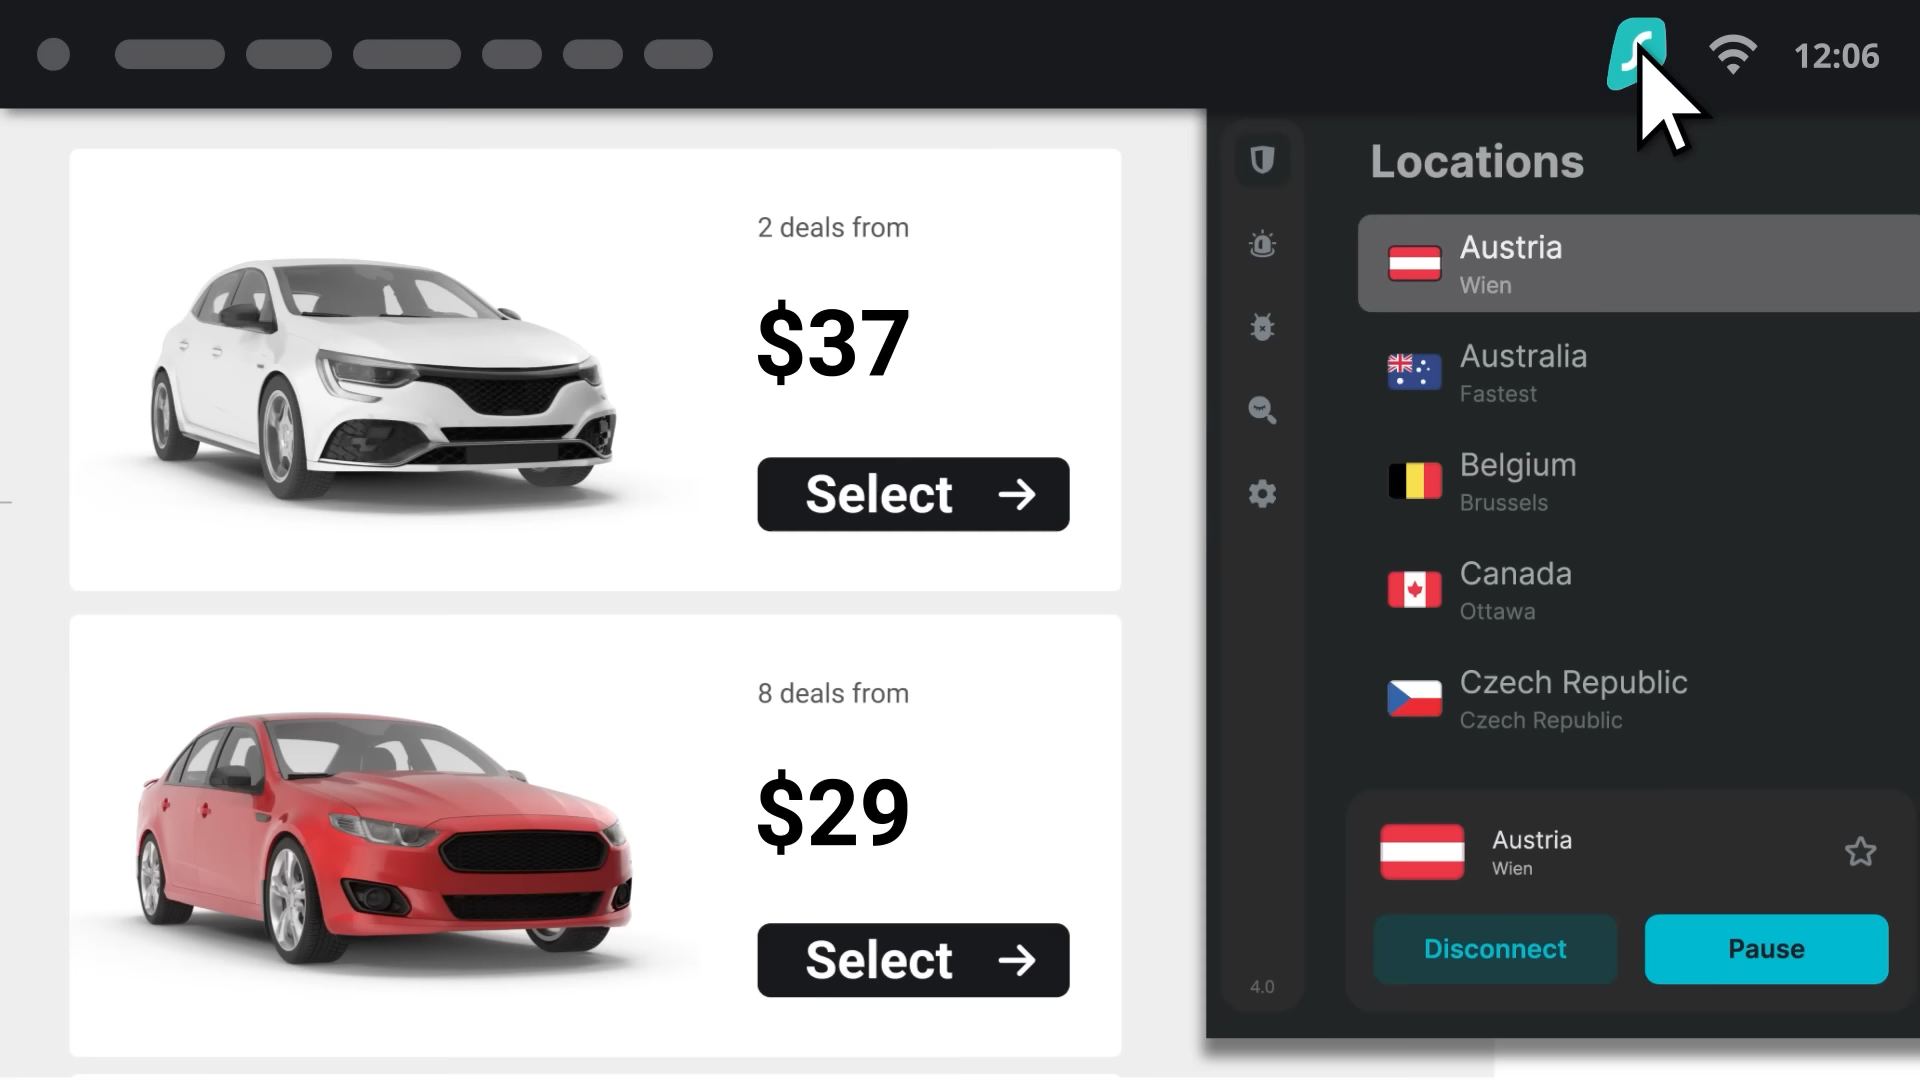 12:06
2 deals from
$37
Select
8 deals from
$29
Select
Locations
Austria
Wien
Australia
Fastest
Belgium
Brussels
Canada
Ottawa
Czech Republic
Czech Republic
Austria
Wien
Disconnect
Pause
4.0